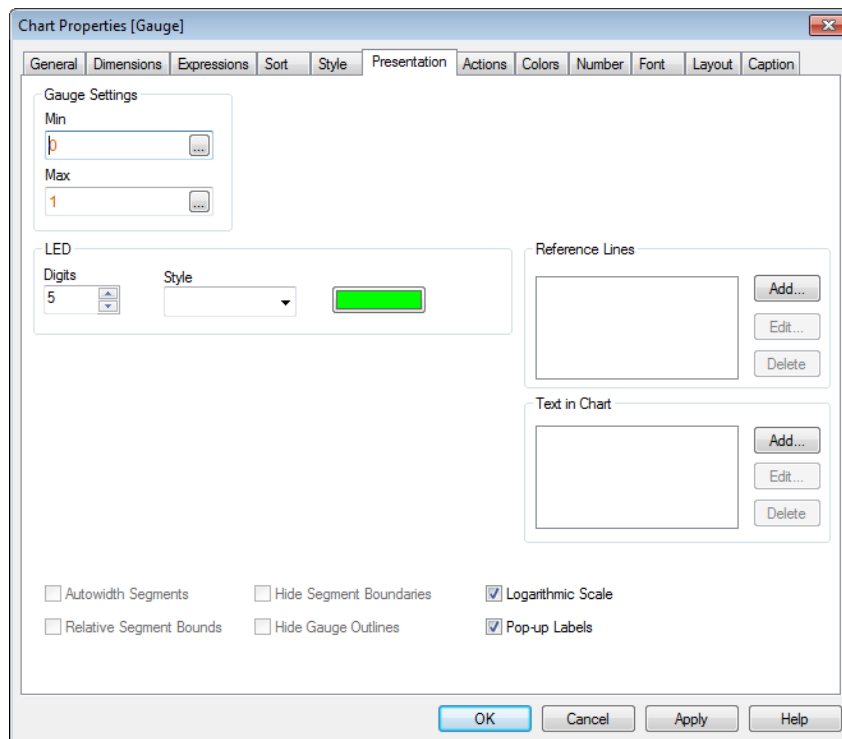 Chart Properties [Gauge]
General Dimensions Expressions Sort Style Presentation Actions Colors Number Font Layout Caption
Gauge Settings
Min
0 ...
Max
1 ...
LED
Digits Style
5
Reference Lines
Add...
Edit...
Delete
Text in Chart
Add...
Edit...
Delete
Autowidth Segments Hide Segment Boundaries Logarithmic Scale
Relative Segment Bounds Hide Gauge Outlines Pop-up Labels
OK Cancel Apply Help